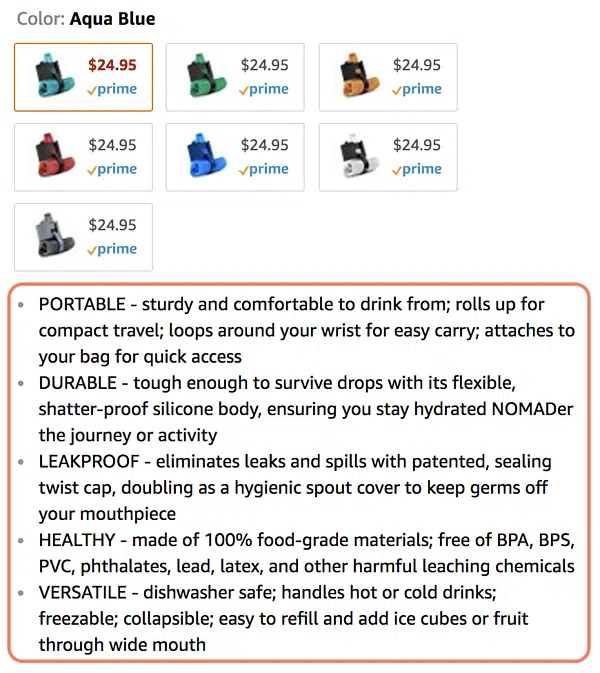 Color: Aqua Blue
$24.95 $24.95 $24.95
prime prime prime
$24.95 $24.95 $24.95
prime prime prime
$24.95
prime
• PORTABLE - sturdy and comfortable to drink from; rolls up for
compact travel; loops around your wrist for easy carry; attaches to
your bag for quick access
• DURABLE - tough enough to survive drops with its flexible,
shatter-proof silicone body, ensuring you stay hydrated NOMADer
the journey or activity
• LEAKPROOF - eliminates leaks and spills with patented, sealing
twist cap, doubling as a hygienic spout cover to keep germs off
your mouthpiece
• HEALTHY - made of 100% food-grade materials; free of BPA, BPS,
PVC, phthalates, lead, latex, and other harmful leaching chemicals
• VERSATILE - dishwasher safe; handles hot or cold drinks;
freezable; collapsible; easy to refill and add ice cubes or fruit
through wide mouth